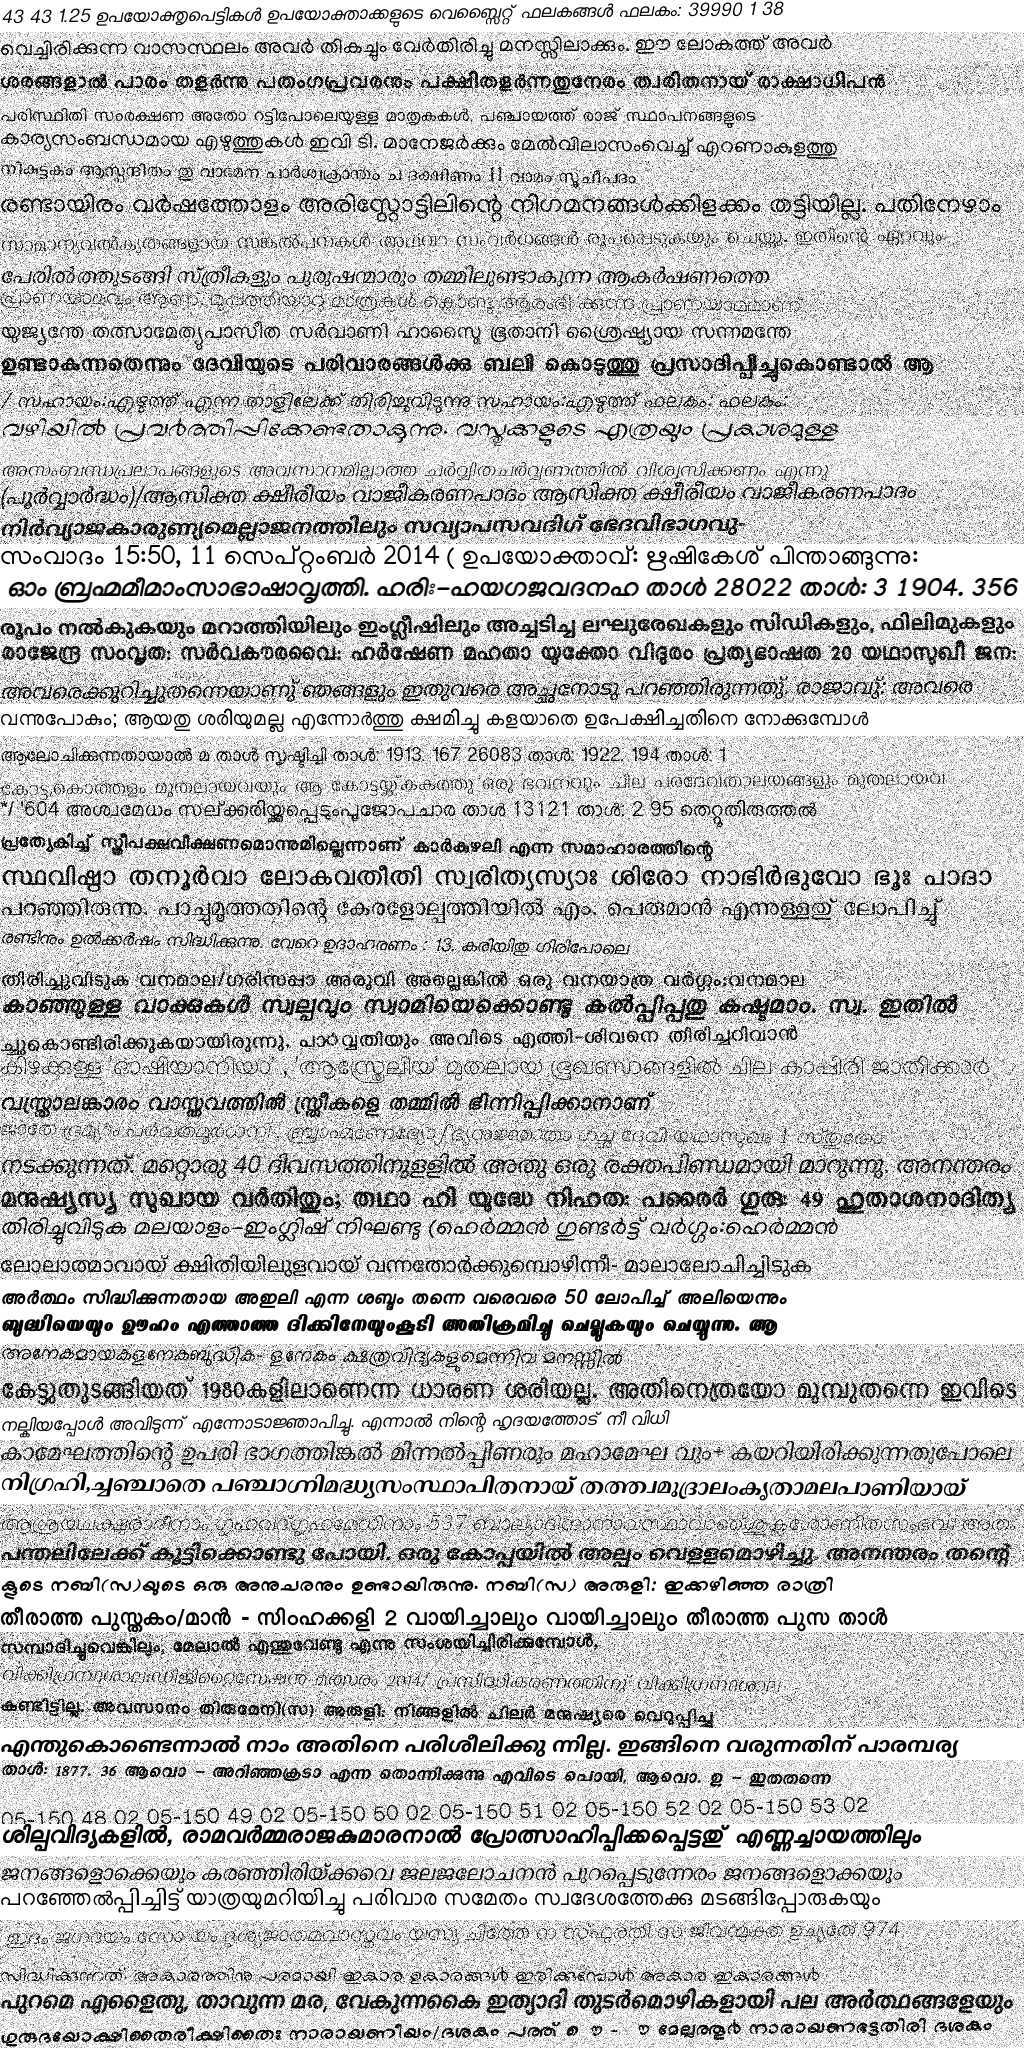 43 43 1.25 ഉപയോക്തൃപെട്ടികൾ ഉപയോക്താക്കളുടെ വെബ്സൈറ്റ് ഫലകങ്ങൾ ഫലകം: 39990 1 38
വെച്ചിരിക്കുന്ന വാസസ്ഥലം അവർ തികച്ചും വേർതിരിച്ചു മനസ്സിലാക്കും. ഈ ലോകത്ത് അവർ
ശരങ്ങളാൽ പാരം തളർന്നു പതംഗപ്രവരനും പക്ഷിതളർന്നതുനേരം ത്വരിതനായ് രാക്ഷാധിപൻ
പരിസ്ഥിതി സംരക്ഷണ അതോ റട്ടിപോലെയുള്ള മാതൃകകൾ, പഞ്ചായത്ത് രാജ് സ്ഥാപനങ്ങളുടെ
കാര്യസംബന്ധമായ എഴുത്തുകൾ ഇവി ടി. മാനേജർക്കും മേൽവിലാസംവെച്ച് എറണാകുളത്തു
നികുട്ടകം ആസ്പന്ദിതം തു വാമേന പാർശ്വക്രാന്തം ച ദക്ഷിണം 11 വാമം സൂചീപദം
രണ്ടായിരം വർഷത്തോളം അരിസ്റ്റോട്ടിലിന്റെ നിഗമനങ്ങൾക്കിളക്കം തട്ടിയില്ല. പതിനേഴാം
സാമാന്യവൽകൃതങ്ങളായ സങ്കൽപനകൾ അഥവാ സംവർഗങ്ങൾ രൂപപ്പെടുകയും ചെയ്തു. ഇതിന്റെ ഏറ്റവും
പേരിൽത്തുടങ്ങി സ്ത്രീകളും പുരുഷന്മാരും തമ്മിലുണ്ടാകുന്ന ആകർഷണത്തെ
പ്രാണായാമവും ആണ്. മുപ്പത്തിയാറു മാത്രകൾ കൊണ്ടു ആരംഭി ക്കുന്ന പ്രാണായാമമാണ്
യുജ്യന്തേ തത്സാമേത്യുപാസീത സർവാണി ഹാസ്മൈ ഭൂതാനി ശ്രൈഷ്ഠ്യായ സന്നമന്തേ
ഉണ്ടാകുന്നതെന്നും ദേവിയുടെ പരിവാരങ്ങൾക്കു ബലി കൊടുത്തു പ്രസാദിപ്പിച്ചുകൊണ്ടാൽ ആ
/ സഹായം:എഴുത്ത് എന്ന താളിലേക്ക് തിരിച്ചുവിടുന്നു സഹായം:എഴുത്ത് ഫലകം: ഫലകം:
വഴിയിൽ പ്രവർത്തിപ്പിക്കേണ്ടതാകുന്നു. വസ്തുക്കളുടെ എത്രയും പ്രകാശമുള്ള
അസംബന്ധപ്രലാപങ്ങളുടെ അവസാനമില്ലാത്ത ചർവ്വിതചർവ്വണത്തിൽ വിശ്വസിക്കണം എന്നു
(പൂർവ്വാർദ്ധം)/ആസിക്ത ക്ഷീരീയം വാജീകരണപാദം ആസിക്ത ക്ഷീരീയം വാജീകരണപാദം
നിർവ്യാജകാരുണ്യമെല്ലാജനത്തിലും സവ്യാപസവദിഗ് ഭേദവിഭാഗവു-
സംവാദം 15:50, 11 സെപ്റ്റംബർ 2014 ( ഉപയോക്താവ്: ഋഷികേശ് പിന്താങ്ങുന്നു:
ഓം ബ്രഹ്മമീമാംസാഭാഷാവൃത്തി. ഹരിഃ-ഹയഗജവദനഹ താൾ 28022 താൾ: 3 1904. 356
രൂപം നൽകുകയും മറാത്തിയിലും ഇംഗ്ലീഷിലും അച്ചടിച്ച ലഘുരേഖകളും സിഡികളും, ഫിലിമുകളും
രാജേന്ദ്ര സംവൃത: സർവകൗരവൈ: ഹർഷേണ മഹതാ യുക്തോ വിദുരം പ്രത്യഭാഷത 20 യഥാസുഖീ ജന:
അവരെക്കുറിച്ചുതന്നെയാണു് ഞങ്ങളും ഇതുവരെ അച്ഛനോടു പറഞ്ഞിരുന്നതു്. രാജാവു്: അവരെ
വന്നുപോകും; ആയതു ശരിയുമല്ല എന്നോർത്തു ക്ഷമിച്ചു കളയാതെ ഉപേക്ഷിച്ചതിനെ നോക്കുമ്പോൾ
ആലോചിക്കുന്നതായാൽ മ താൾ സൃഷ്ടിച്ചി താൾ: 1913. 167 26083 താൾ: 1922. 194 താൾ: 1
കോട്ട,കൊത്തളം മുതലായവയും ആ കോട്ടയ്ക്കകത്തു ഒരു ഭവനവും ചില പരദേവതാലയങ്ങളും മുതലായവ
"/ '604 അശ്വമേധം സല്ക്കരിയ്ക്കപ്പെടുംപൂജോപചാര താൾ 13121 താൾ: 2 95 തെറ്റുതിരുത്തൽ
പ്രത്യേകിച്ച് സ്ത്രീപക്ഷവീക്ഷണമൊന്നുമില്ലെന്നാണ് കാർകുഴലി എന്ന സമാഹാരത്തിന്റെ
സ്ഥവിഷ്ഠാ തനൂർവാ ലോകവതീതി സ്വരിത്യസ്യാഃ ശിരോ നാഭിർഭുവോ ഭൂഃ പാദാ
പറഞ്ഞിരുന്നു. പാച്ചുമൂത്തതിന്റെ കേരളോല്പത്തിയിൽ എം. പെരുമാൻ എന്നുള്ളതു് ലോപിച്ച്
രണ്ടിനും ഉൽക്കർഷം സിദ്ധിക്കുന്നു. വേറെ ഉദാഹരണം : 13. കരിയിതു ഗിരിപോലെ
തിരിച്ചുവിടുക വനമാല/ഗരിസപ്പാ അരുവി അല്ലെങ്കിൽ ഒരു വനയാത്ര വർഗ്ഗം:വനമാല
കാഞ്ഞുള്ള വാക്കുകൾ സ്വല്പവും സ്വാമിയെക്കൊണ്ടു കൽപ്പിപ്പതു കഷ്ടമാം. സ്വ. ഇതിൽ
ച്ചുകൊണ്ടിരിക്കുകയായിരുന്നു. പാഠവ്വതിയും അവിടെ എത്തി-ശിവനെ തിരിച്ചറിവാൻ
കിഴക്കുള്ള 'ഓഷിയാനിയാ', 'ആസ്ത്രേലിയ' മുതലായ ഭൂഖണ്ഡങ്ങളിൽ ചില കാപ്പിരി ജാതിക്കാർ
വസ്ത്രാലങ്കാരം വാസ്തവത്തിൽ സ്ത്രീകളെ തമ്മിൽ ഭിന്നിപ്പിക്കാനാണ്
നടക്കുന്നത്. മറ്റൊരു 40 ദിവസത്തിനുള്ളിൽ അതു ഒരു രക്തപിണ്ഡമായി മാറുന്നു. അനന്തരം
മനുഷ്യസ്യ സുഖായ വർതിതും; തഥാ ഹി യുദ്ധേ നിഹതഃ പരൈർ ഗുരുഃ 49 ഹുതാശനാദിത്യ
തിരിച്ചുവിടുക മലയാളം-ഇംഗ്ലിഷ് നിഘണ്ടു (ഹെർമ്മൻ ഗുണ്ടർട്ട് വർഗ്ഗം:ഹെർമ്മൻ
ലോലാത്മാവായ് ക്ഷിതിയിലുളവായ് വന്നതോർക്കുമ്പൊഴിന്നീ- മാലാലോചിച്ചിടുക
അർത്ഥം സിദ്ധിക്കുന്നതായ അഇലി എന്ന ശബ്ദം തന്നെ വരെവരെ 50 ലോപിച്ച് അലിയെന്നും
ബുദ്ധിയെയും ഊഹം എത്താത്ത ദിക്കിനേയുംകൂടി അതിക്രമിച്ചു ചെല്ലുകയും ചെയ്യുന്നു. ആ
അനേകമായകളനേകബുദ്ധിക- ളനേകം ക്ഷത്രവിദ്യകളുമെന്നിവ മനസ്സിൽ
കേട്ടുതുടങ്ങിയത് 1980കളിലാണെന്ന ധാരണ ശരിയല്ല. അതിനെത്രയോ മുമ്പുതന്നെ ഇവിടെ
നല്കിയപ്പോൾ അവിടുന്ന് എന്നോടാജ്ഞാപിച്ചു. എന്നാൽ നിന്റെ ഹൃദയത്തോട് നീ വിധി
കാമേഘത്തിന്റെ ഉപരി ഭാഗത്തിങ്കൽ മിന്നൽപ്പിണരും മഹാമേഘ വും+ കയറിയിരിക്കുന്നതുപോലെ
നിഗ്രഹി,ച്ചഞ്ചാതെ പഞ്ചാഗ്നിമദ്ധ്യസംസ്ഥാപിതനായ് തത്ത്വമുദ്രാലംകൃതാമലപാണിയായ്
പന്തലിലേക്ക് കൂട്ടിക്കൊണ്ടു പോയി. ഒരു കോപ്പയിൽ അല്പം വെള്ളമൊഴിച്ചു. അനന്തരം തന്റെ
കൂടെ നബി(സ)യുടെ ഒരു അനുചരനും ഉണ്ടായിരുന്നു. നബി(സ) അരുളി: ഇക്കഴിഞ്ഞ രാത്രി
തീരാത്ത പുസ്തകം/മാൻ - സിംഹക്കളി 2 വായിച്ചാലും വായിച്ചാലും തീരാത്ത പുസ താൾ
സമ്പാദിച്ചുവെങ്കിലും, മേലാൽ എന്തുവേണ്ടൂ എന്നു സംശയിച്ചിരിക്കുമ്പോൾ,
വിക്കിഗ്രന്ഥശാല:ഡിജിറ്റൈസേഷൻ മത്സരം 2014/ പ്രസിദ്ധീകരണത്തിനു് വിക്കിഗ്രന്ഥശാല:
കണ്ടിട്ടില്ല. അവസാനം തിരുമേനി(സ) അരുളി: നിങ്ങളിൽ ചിലർ മനുഷ്യരെ വെറുപ്പിച്ചു
എന്തുകൊണ്ടെന്നാൽ നാം അതിനെ പരിശീലിക്കു ന്നില്ല. ഇങ്ങിനെ വരുന്നതിന് പാരമ്പര്യ
താൾ: 1877. 36 ആവൊ - അറിഞ്ഞകൂടാ എന്ന തൊന്നിക്കുന്നു എവിടെ പൊയി, ആവൊ. ഇ - ഇതതന്നെ
05-150 48 02 05-150 49 02 05-150 50 02 05-150 51 02 05-150 52 02 05-150 53 02
ശില്പവിദ്യകളിൽ, രാമവർമ്മരാജകുമാരനാൽ പ്രോത്സാഹിപ്പിക്കപ്പെട്ടതു് എണ്ണച്ചായത്തിലും
ജനങ്ങളൊക്കെയും കരഞ്ഞിരിയ്ക്കവെ ജലജലോചനൻ പുറപ്പെടുന്നേരം ജനങ്ങളൊക്കയും
പറഞ്ഞേൽപ്പിച്ചിട്ട് യാത്രയുമറിയിച്ചു പരിവാര സമേതം സ്വദേശത്തേക്കു മടങ്ങിപ്പോരുകയും
ഇദം ജഗദയം സോ യം ദൃശ്യജാതമവാസ്തവം യസ്യ ചിത്തേ ന സ്ഫുരതി സ ജീവന്മുക്ത ഉച്യതേ 974
സിദ്ധിക്കുന്നത്. അകാരത്തിനു പരമായി ഇകാര ഉകാരങ്ങൾ ഇരിക്കുമ്പോൾ അകാര ഇകാരങ്ങൾ
പുറമെ എളൈതു, താവുന്ന മര, വേകുന്നകൈ ഇത്യാദി തുടർമൊഴികളായി പല അർത്ഥങ്ങളേയും
ഗുരുദയോക്ഷിതൈരീക്ഷിതൈഃ നാരായണീയം/ദശകം പത്ത് ഐ - ൗ മേല്പത്തൂർ നാരായണഭട്ടതിരി ദശകം